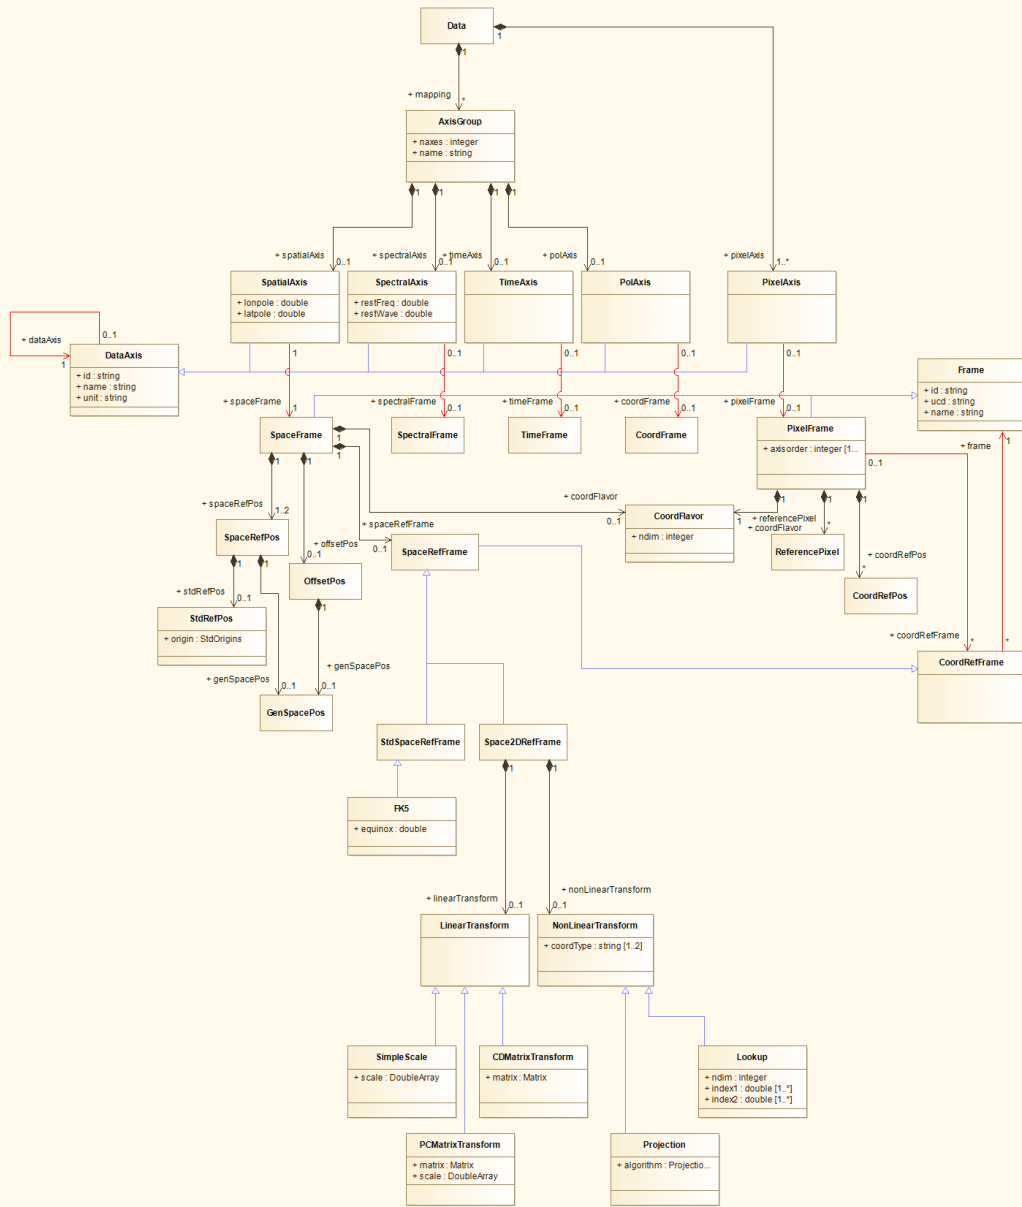 Data
1
1
+ mapping
*
AxisGroup
+ naxes : integer
+ name : string
1
1
1
1
+ spatialAxis
0..1
+ spectralAxis
0..1
+ timeAxis
0..1
+ polAxis
0..1
+ pixelAxis
1..*
SpatialAxis
+ lonpole : double
+ latpole : double
SpectralAxis
+ restFreq : double
+ restWave : double
TimeAxis
PolAxis
PixelAxis
+ dataAxis
0..1
1
DataAxis
+ id : string
+ name : string
+ unit : string
1
0..1
0..1
0..1
0..1
Frame
+ id : string
+ ucd : string
+ name : string
+ spaceFrame
1
+ spectralFrame
0..1
+ timeFrame
0..1
+ coordFrame
0..1
+ pixelFrame
0..1
SpaceFrame
SpectralFrame
TimeFrame
CoordFrame
PixelFrame
+ axisorder : integer [1...
1
1
1
1
0..1
1
+ frame
1
1
1
+ spaceRefPos
1..2
+ offsetPos
0..1
+ spaceRefFrame
0..1
+ coordFlavor
0..1
CoordFlavor
+ ndim : integer
1
+ referencePixel
+ coordFlavor
*
ReferencePixel
+ coordRefPos
*
CoordRefPos
SpaceRefPos
SpaceRefFrame
OffsetPos
1
1
1
+ stdRefPos
0..1
StdRefPos
+ origin : StdOrigins
+ genSpacePos
0..1
+ genSpacePos
0..1
GenSpacePos
+ coordRefFrame
*
*
CoordRefFrame
StdSpaceRefFrame
Space2DRefFrame
1
1
FK5
+ equinox : double
+ linearTransform
0..1
+ nonLinearTransform
0..1
LinearTransform
NonLinearTransform
+ coordType : string [1..2]
SimpleScale
+ scale : DoubleArray
CDMatrixTransform
+ matrix : Matrix
Lookup
+ ndim : integer
+ index1 : double [1..*]
+ index2 : double [1..*]
PCMatrixTransform
+ matrix : Matrix
+ scale : DoubleArray
Projection
+ algorithm : Projectio...